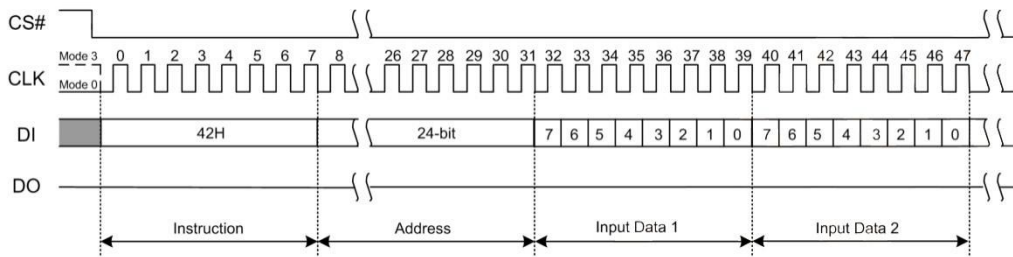 CS#
Mode 3 0 1 2 3 4 5 6 7 8 26 27 28 29 30 31 32 33 34 35 36 37 38 39 40 41 42 43 44 45 46 47
CLK
Mode 0
DI 42H 24-bit 7 6 5 4 3 2 1 0 7 6 5 4 3 2 1 0
DO
Instruction Address Input Data 1 Input Data 2